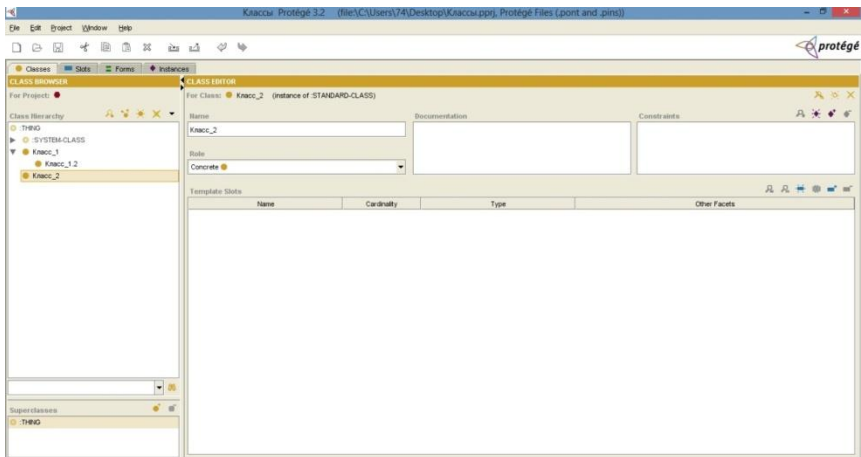 Классы Protégé 3.2 (file:\C:\Users\74\Desktop\Классы.pprj, Protégé Files (.pont and .pins))
File Edit Project Window Help
protégé
Classes Slots Forms Instances
CLASS BROWSER
CLASS EDITOR
For Project:
For Class: Класс_2 (instance of :STANDARD-CLASS)
Class Hierarchy
Name
Documentation
Constraints
:THING
Класс_2
:SYSTEM-CLASS
Класс_1
Role
Класс_1.2
Concrete
Класс_2
Template Slots
Name Cardinality Type Other Facets
Superclasses
:THING